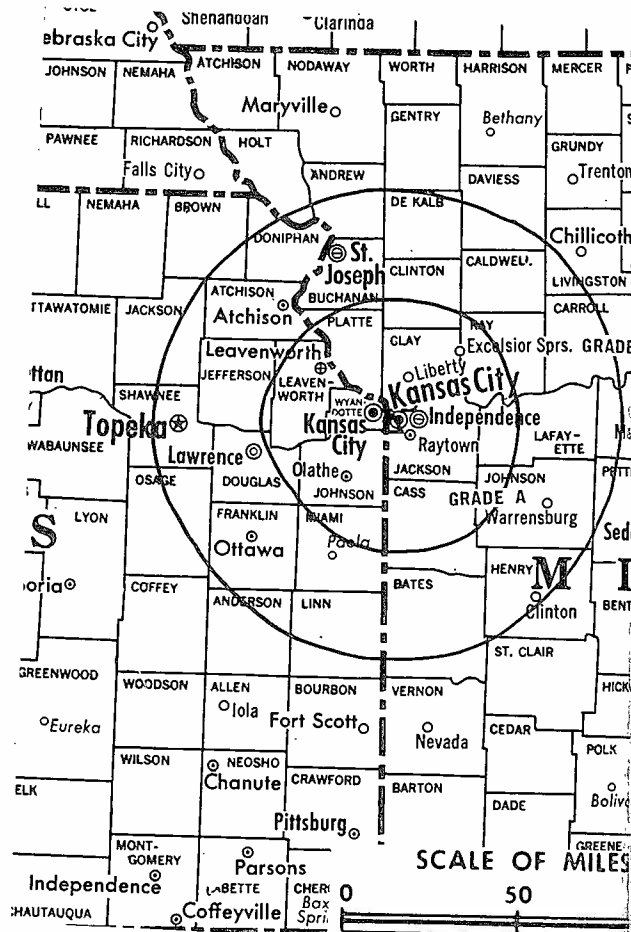 Shenandoah
Clarinda
ebraska City
ATCHISON
NODAWAY
WORTH
HARRISON
MERCER
JOHNSON
NEMAHA
Maryville
GENTRY
Bethany
PAWNEE
RICHARDSON
HOLT
GRUNDY
Falls City
ANDREW
DAVIESS
Trenton
LL
NEMAHA
BROWN
DE KALB
DONIPHAN
Chillicoth
St.
Joseph
CLINTON
CALDWELL
LIVINGSTON
ATCHISON
BUCHANAN
CARROLL
TTAWATOMIE
JACKSON
Atchison
PLATTE
RAY
CLAY
Excelsior Sprs.
GRADE
Leavenworth
ttan
JEFFERSON
LEAVEN-
WORTH
Liberty
SHAWNEE
WYAN-
DOTTE
Kansas City
Topeka
Kansas
City
Independence
LAFAY-
ETTE
WABAUNSEE
Lawrence
Raytown
Olathe
JACKSON
JOHNSON
PETT
OSAGE
DOUGLAS
JOHNSON
CASS
GRADE A
LYON
FRANKLIN
MIAMI
Warrensburg
S
Ottawa
Paola
Sed
oria
COFFEY
BATES
HENRY
M
I
ANDERSON
LINN
Clinton
BENT
ST. CLAIR
GREENWOOD
WOODSON
ALLEN
BOURBON
VERNON
HICK
Eureka
Iola
Fort Scott
Nevada
CEDAR
POLK
WILSON
NEOSHO
Chanute
CRAWFORD
BARTON
Boliv
ELK
DADE
Pittsburg
MONT-
GOMERY
Parsons
SCALE OF MILES
GREENE
Independence
LABETTE
CHER
Bax
Spri
0
50
CHAUTAUQUA
Coffeyville